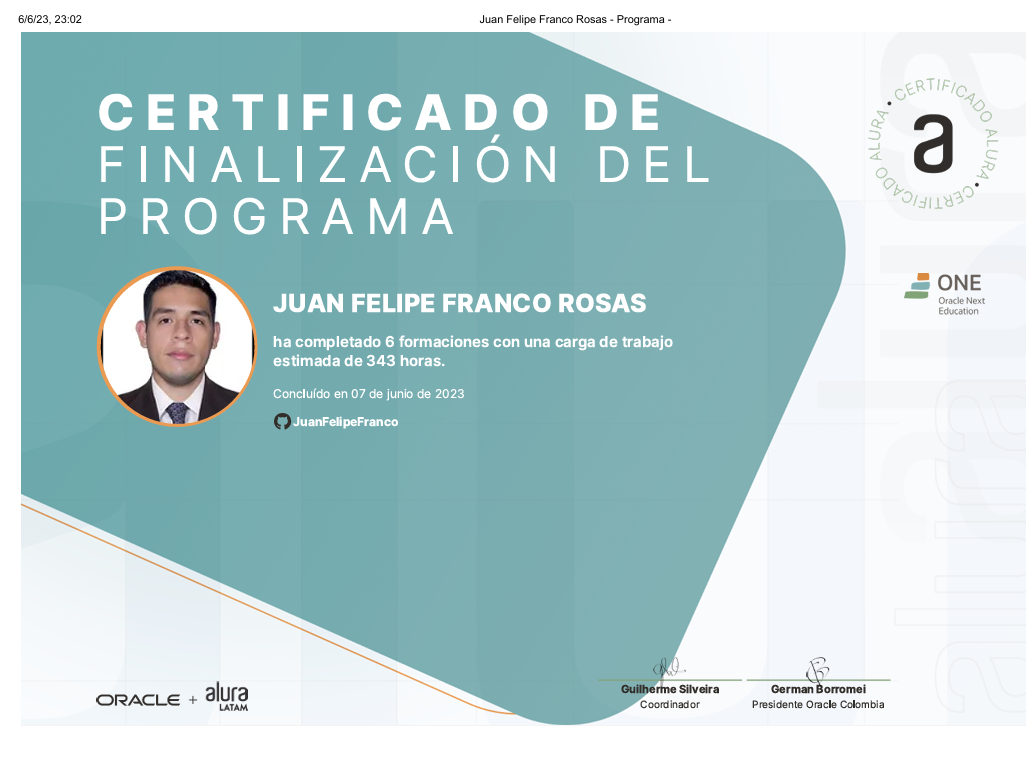 6/6/23, 23:02
Juan Felipe Franco Rosas - Programa -
CERTIFICADO DE
FINALIZACIÓN DEL
PROGRAMA
• CERTIFICADO ALURA • CERTIFICADO ALURA
a
ONE
Oracle Next
Education
JUAN FELIPE FRANCO ROSAS
ha completado 6 formaciones con una carga de trabajo
estimada de 343 horas.
Concluído en 07 de junio de 2023
JuanFelipeFranco
alura
alura
ORACLE + alura
LATAM
Guilherme Silveira
Coordinador
German Borromei
Presidente Oracle Colombia